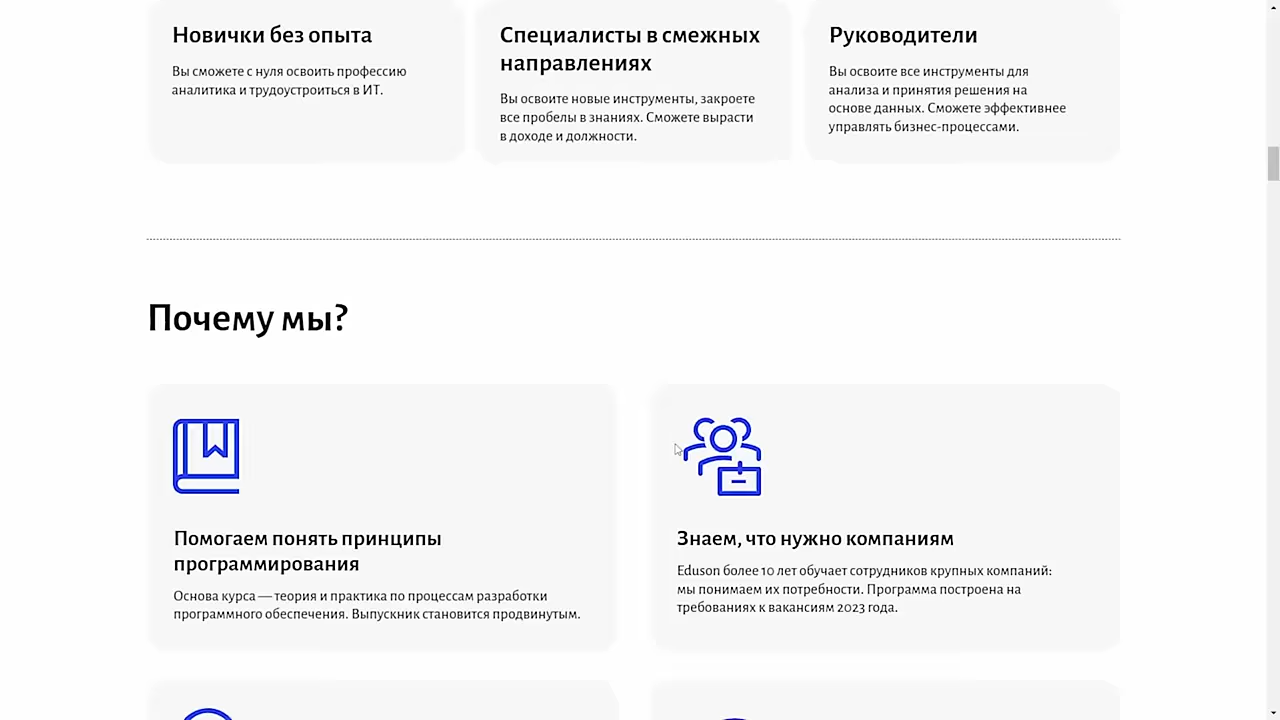 Новички без опыта
Вы сможете с нуля освоить профессию
аналитика и трудоустроиться в ИТ.
Специалисты в смежных
направлениях
Вы освоите новые инструменты, закроете
все пробелы в знаниях. Сможете вырасти
в доходе и должности.
Руководители
Вы освоите все инструменты для
анализа и принятия решения на
основе данных. Сможете эффективнее
управлять бизнес-процессами.
Почему мы?
Помогаем понять принципы
программирования
Основа курса — теория и практика по процессам разработки
программного обеспечения. Выпускник становится продвинутым.
Знаем, что нужно компаниям
Eduson более 10 лет обучает сотрудников крупных компаний:
мы понимаем их потребности. Программа построена на
требованиях к вакансиям 2023 года.